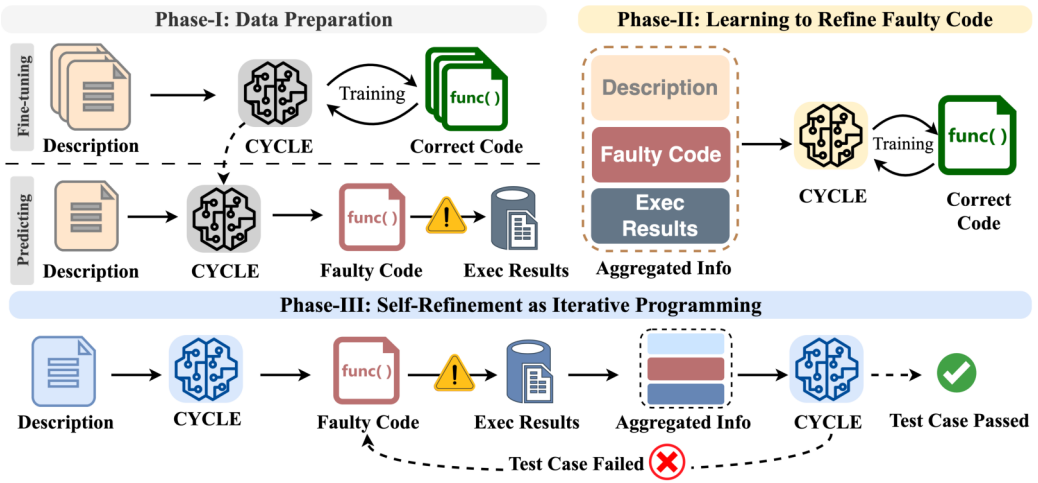 Phase-I: Data Preparation
Fine-tuning
Description
CYCLE
Training
func( )
Correct Code
Predicting
Description
CYCLE
func( )
Faulty Code
Exec Results
Phase-II: Learning to Refine Faulty Code
Description
Faulty Code
Exec
Results
Aggregated Info
CYCLE
Training
func( )
Correct
Code
Phase-III: Self-Refinement as Iterative Programming
Description
CYCLE
func( )
Faulty Code
Exec Results
Aggregated Info
CYCLE
Test Case Passed
Test Case Failed